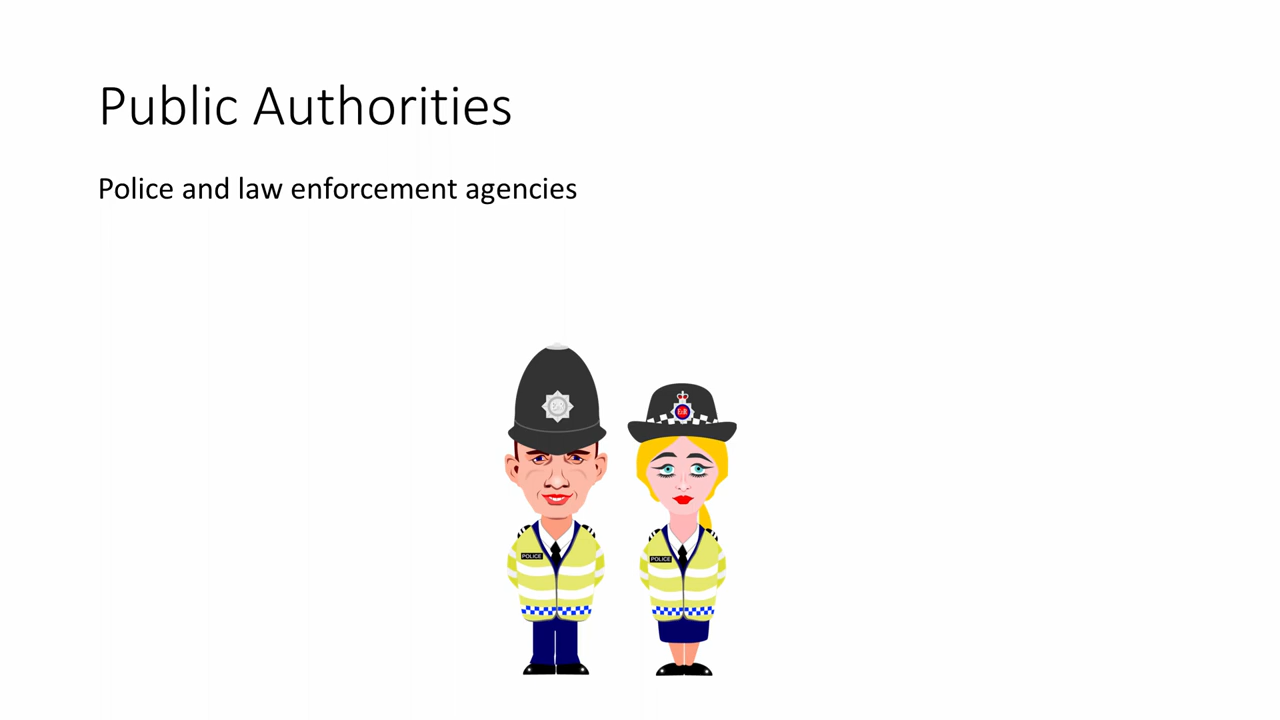 Public Authorities
Police and law enforcement agencies
POLICE
POLICE